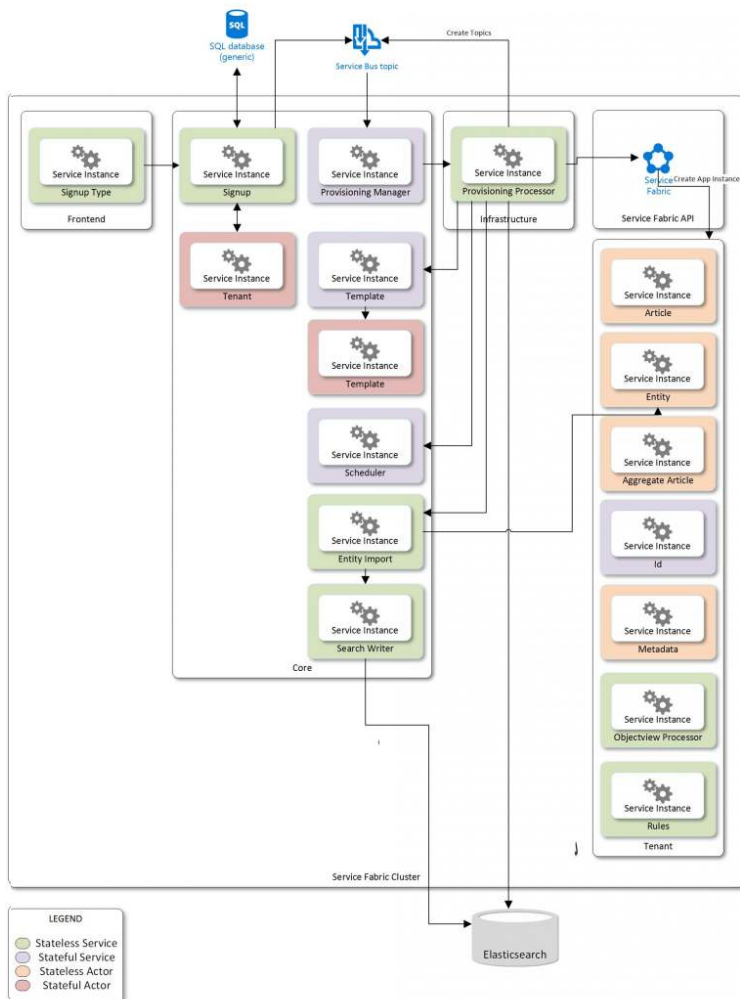 SQL
SQL database
(generic)
Service Bus topic
Create Topics
Service Instance
Signup Type
Frontend
Service Instance
Signup
Service Instance
Provisioning Manager
Service Instance
Provisioning Processor
Infrastructure
Service
Fabric
Create App Instance
Service Fabric API
Service Instance
Tenant
Service Instance
Template
Service Instance
Template
Service Instance
Scheduler
Service Instance
Entity Import
Service Instance
Search Writer
Core
Service Instance
Article
Service Instance
Entity
Service Instance
Aggregate Article
Service Instance
Id
Service Instance
Metadata
Service Instance
Objectview Processor
Service Instance
Rules
Tenant
Service Fabric Cluster
LEGEND
Stateless Service
Stateful Service
Stateless Actor
Stateful Actor
Elasticsearch